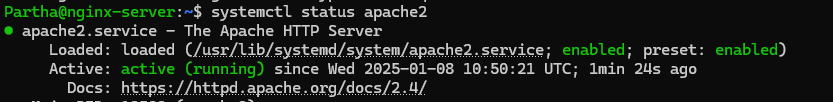 Partha@nginx-server:~$ systemctl status apache2
● apache2.service - The Apache HTTP Server
Loaded: loaded (/usr/lib/systemd/system/apache2.service; enabled; preset: enabled)
Active: active (running) since Wed 2025-01-08 10:50:21 UTC; 1min 24s ago
Docs: https://httpd.apache.org/docs/2.4/